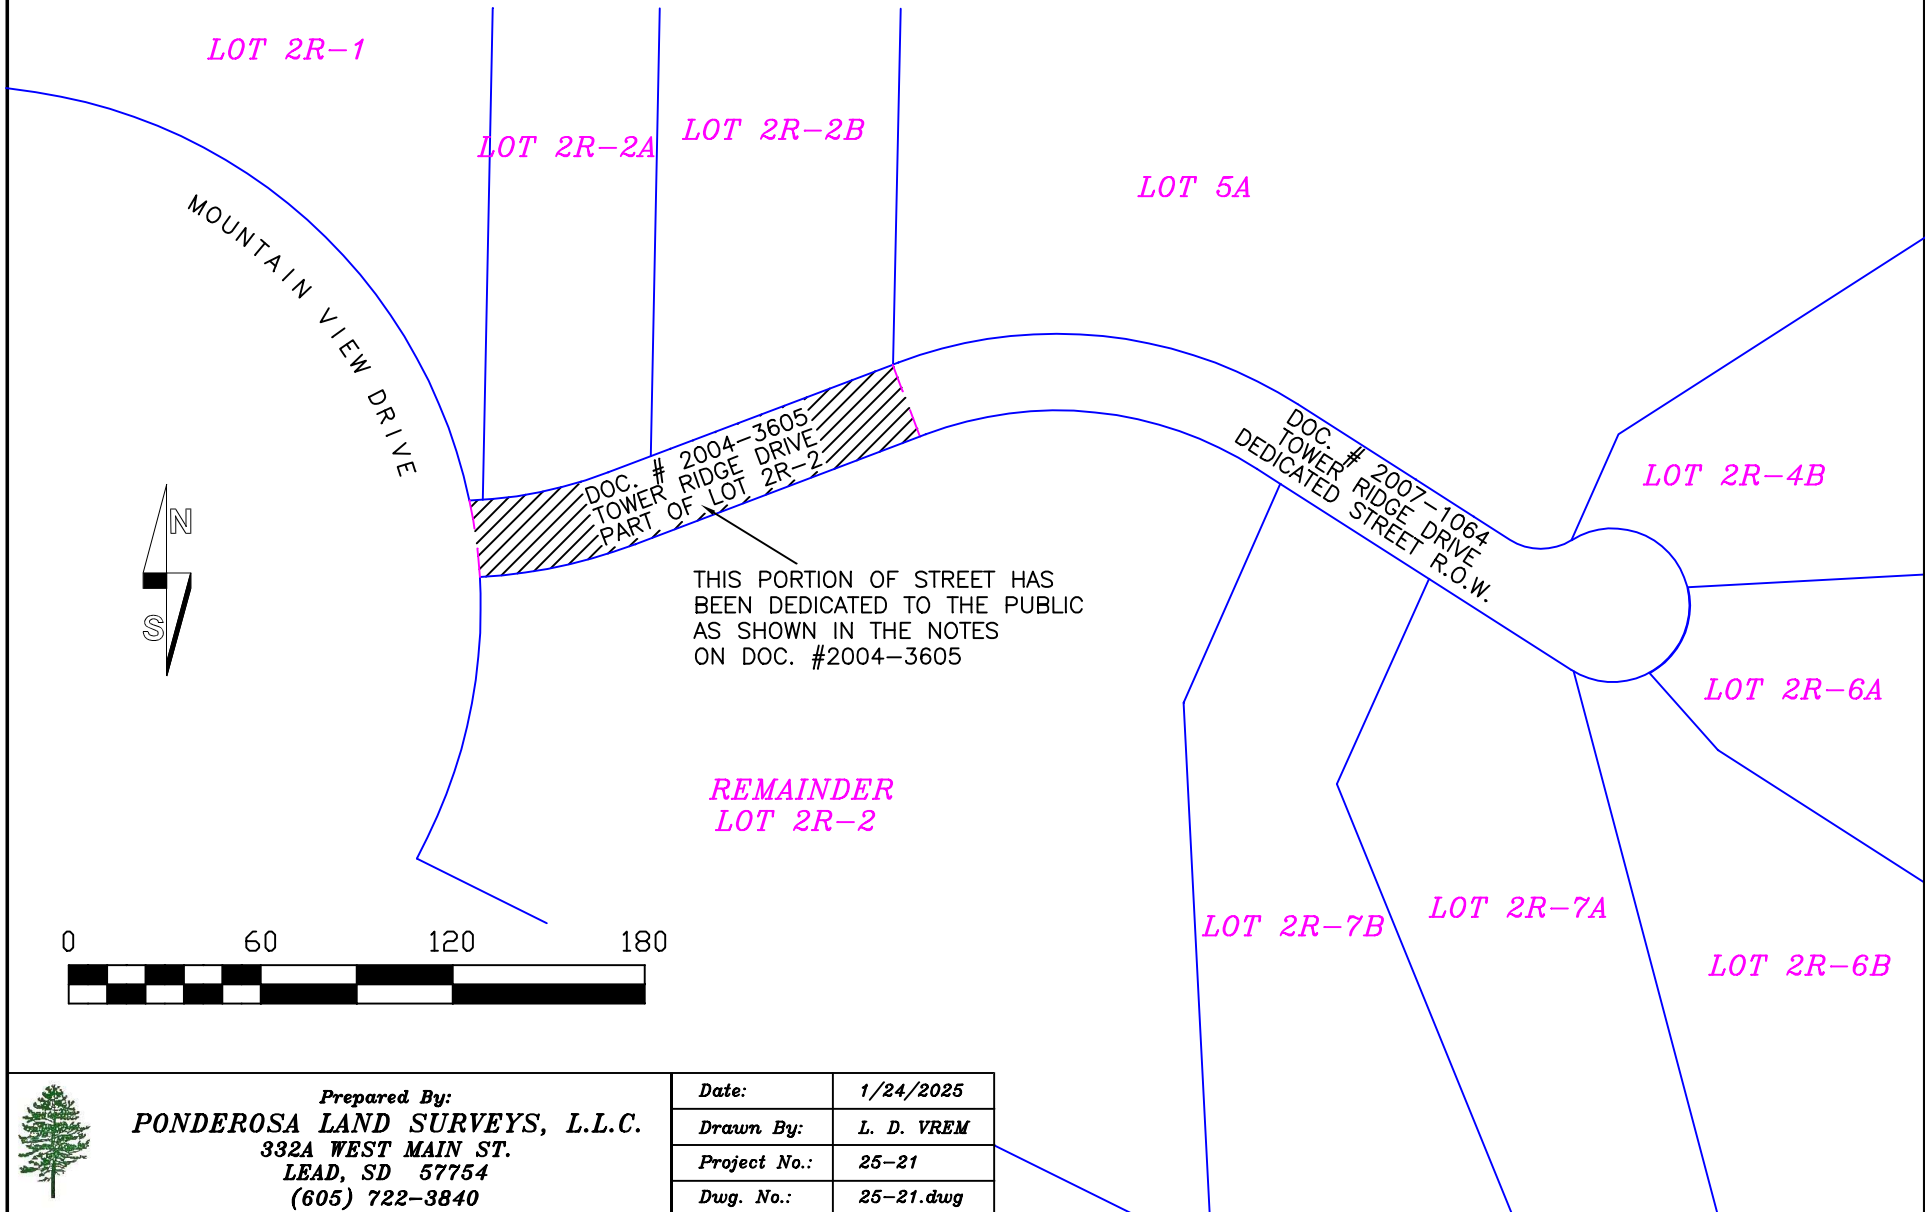 LOT 2R-1
LOT 2R-2A
LOT 2R-2B
LOT 5A
MOUNTAIN VIEW DRIVE
DOC. # 2004-3605
TOWER RIDGE DRIVE
PART OF LOT 2R-2
DOC. # 2007-1064
TOWER RIDGE DRIVE
DEDICATED STREET R.O.W.
LOT 2R-4B
N
S
THIS PORTION OF STREET HAS
BEEN DEDICATED TO THE PUBLIC
AS SHOWN IN THE NOTES
ON DOC. #2004-3605
LOT 2R-6A
REMAINDER
LOT 2R-2
LOT 2R-7B
LOT 2R-7A
LOT 2R-6B
0 60 120 180
Prepared By:
PONDEROSA LAND SURVEYS, L.L.C.
332A WEST MAIN ST.
LEAD, SD 57754
(605) 722-3840
Date: 1/24/2025
Drawn By: L. D. VREM
Project No.: 25-21
Dwg. No.: 25-21.dwg